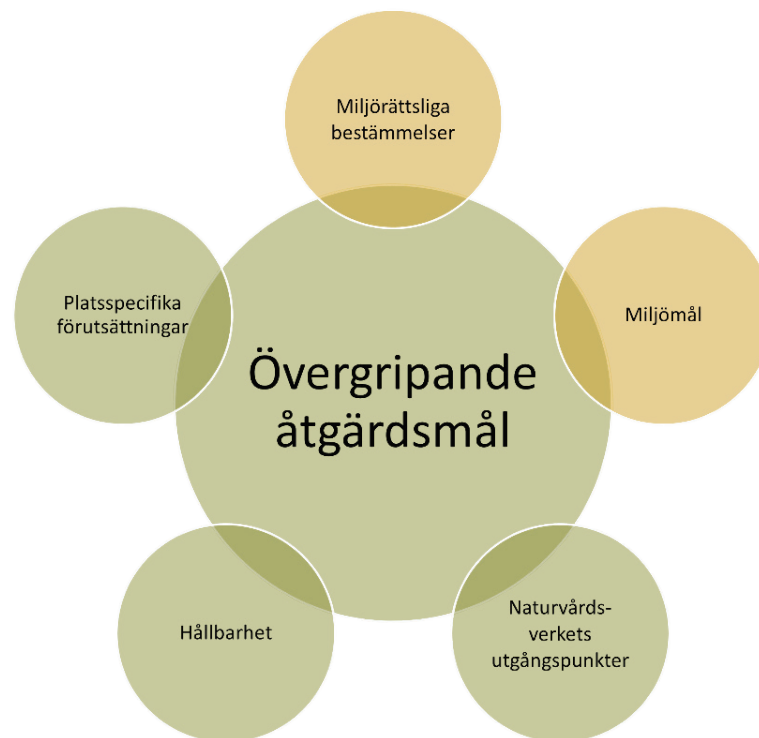 Miljörättsliga
bestämmelser
Platsspecifika
förutsättningar
Miljömål
Övergripande
åtgärdsmål
Hållbarhet
Naturvårds-
verkets
utgångspunkter